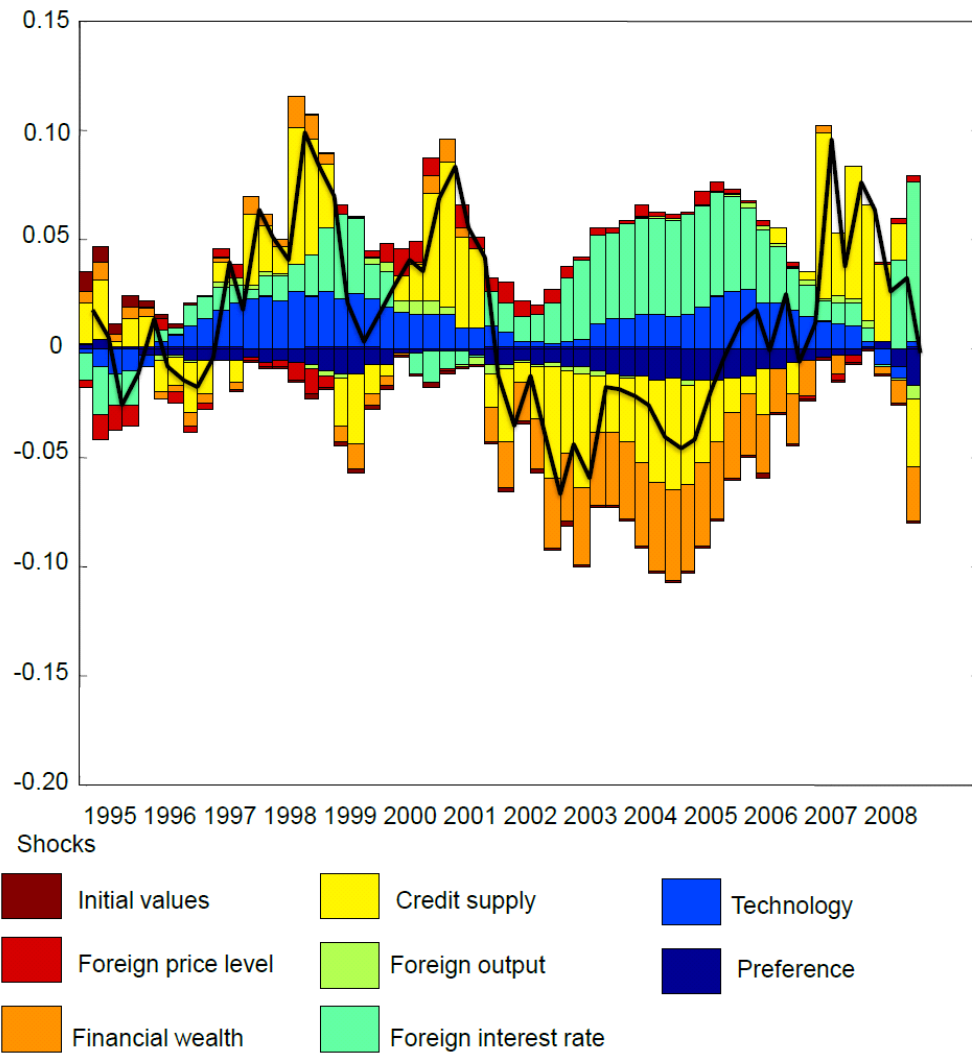 0.15
0.10
0.05
0
-0.05
-0.10
-0.15
-0.20
1995 1996 1997 1998 1999 2000 2001 2002 2003 2004 2005 2006 2007 2008
Shocks
Initial values Credit supply Technology
Foreign price level Foreign output Preference
Financial wealth Foreign interest rate